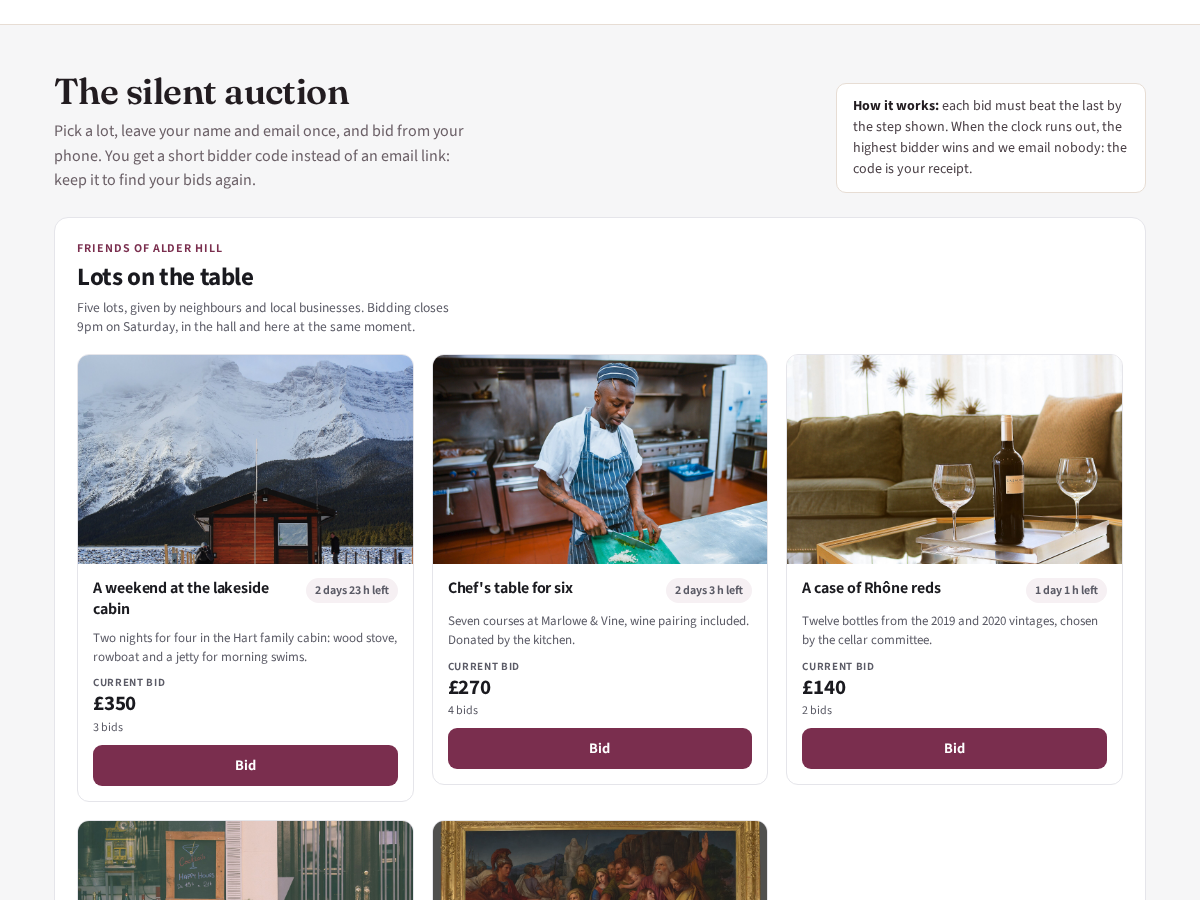 The silent auction
Pick a lot, leave your name and email once, and bid from your
phone. You get a short bidder code instead of an email link:
keep it to find your bids again.
How it works: each bid must beat the last by
the step shown. When the clock runs out, the
highest bidder wins and we email nobody: the
code is your receipt.
FRIENDS OF ALDER HILL
Lots on the table
Five lots, given by neighbours and local businesses. Bidding closes
9pm on Saturday, in the hall and here at the same moment.
A weekend at the lakeside
cabin
2 days 23 h left
Two nights for four in the Hart family cabin: wood stove,
rowboat and a jetty for morning swims.
CURRENT BID
£350
3 bids
Bid
Chef's table for six
2 days 3 h left
Seven courses at Marlowe & Vine, wine pairing included.
Donated by the kitchen.
CURRENT BID
£270
4 bids
Bid
A case of Rhône reds
1 day 1 h left
Twelve bottles from the 2019 and 2020 vintages, chosen
by the cellar committee.
CURRENT BID
£140
2 bids
Bid